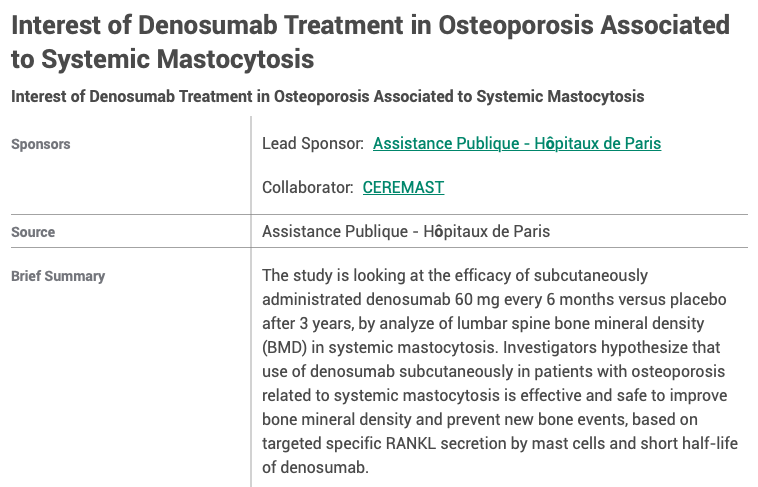 Interest of Denosumab Treatment in Osteoporosis Associated
to Systemic Mastocytosis
Interest of Denosumab Treatment in Osteoporosis Associated to Systemic Mastocytosis
Sponsors
Lead Sponsor: Assistance Publique - Hôpitaux de Paris
Collaborator: CEREMAST
Source
Assistance Publique - Hôpitaux de Paris
Brief Summary
The study is looking at the efficacy of subcutaneously
administrated denosumab 60 mg every 6 months versus placebo
after 3 years, by analyze of lumbar spine bone mineral density
(BMD) in systemic mastocytosis. Investigators hypothesize that
use of denosumab subcutaneously in patients with osteoporosis
related to systemic mastocytosis is effective and safe to improve
bone mineral density and prevent new bone events, based on
targeted specific RANKL secretion by mast cells and short half-life
of denosumab.